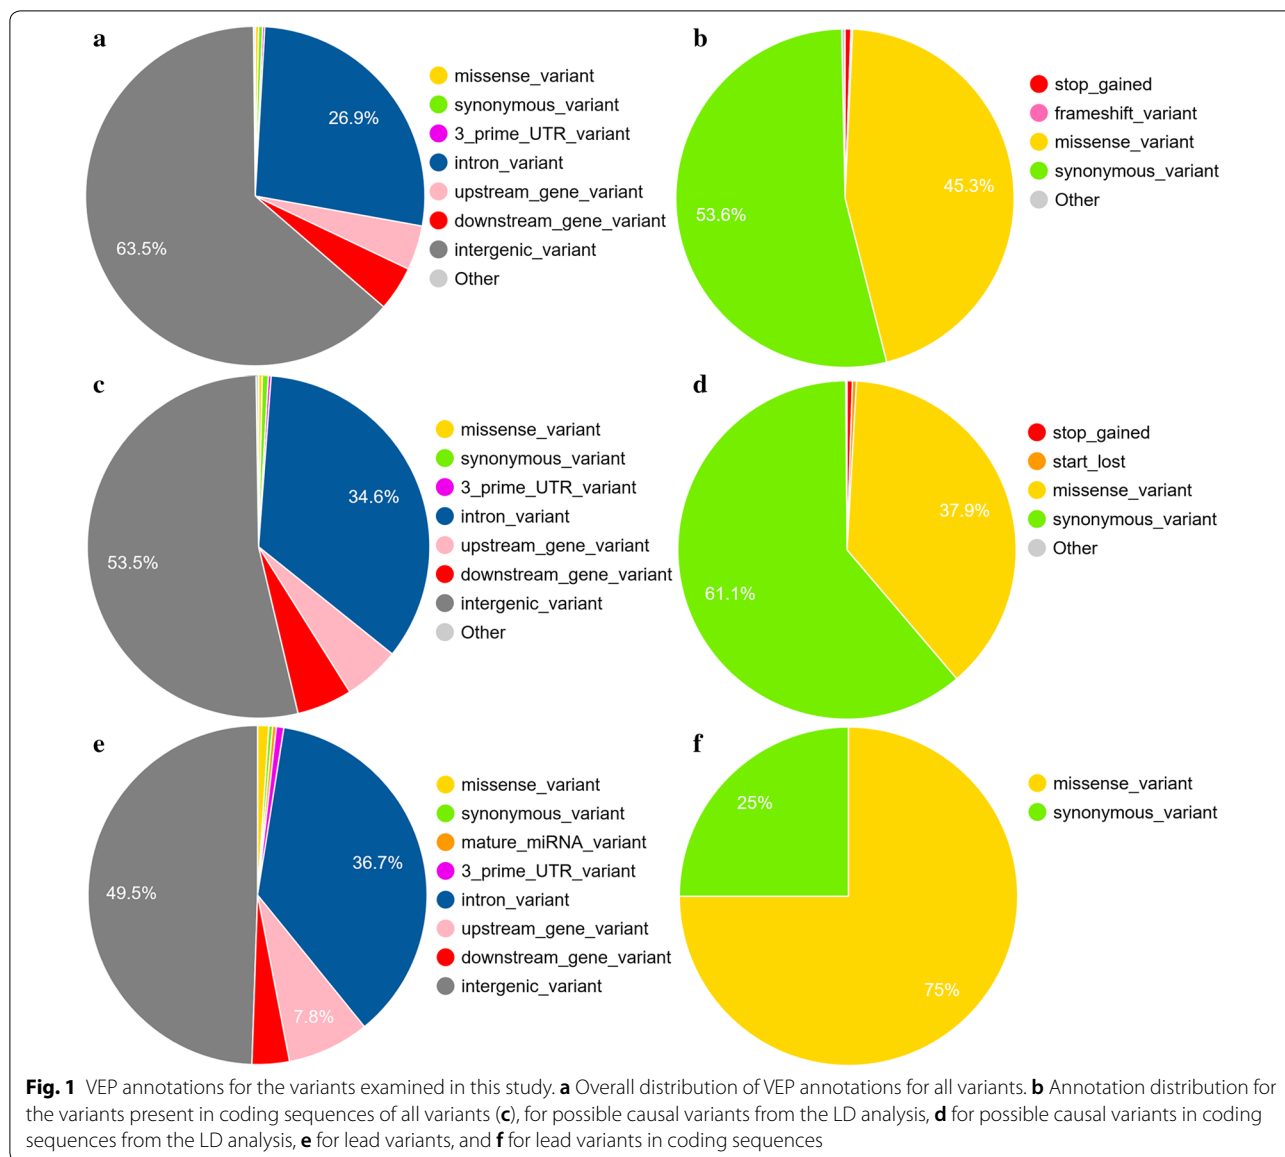 a
26.9%
63.5%
missense_variant
synonymous_variant
3_prime_UTR_variant
intron_variant
upstream_gene_variant
downstream_gene_variant
intergenic_variant
Other
b
45.3%
53.6%
stop_gained
frameshift_variant
missense_variant
synonymous_variant
Other
c
34.6%
53.5%
missense_variant
synonymous_variant
3_prime_UTR_variant
intron_variant
upstream_gene_variant
downstream_gene_variant
intergenic_variant
Other
d
37.9%
61.1%
stop_gained
start_lost
missense_variant
synonymous_variant
Other
e
36.7%
49.5%
7.8%
missense_variant
synonymous_variant
mature_miRNA_variant
3_prime_UTR_variant
intron_variant
upstream_gene_variant
downstream_gene_variant
intergenic_variant
f
25%
75%
missense_variant
synonymous_variant
Fig. 1 VEP annotations for the variants examined in this study. a Overall distribution of VEP annotations for all variants. b Annotation distribution for
the variants present in coding sequences of all variants (c), for possible causal variants from the LD analysis, d for possible causal variants in coding
sequences from the LD analysis, e for lead variants, and f for lead variants in coding sequences